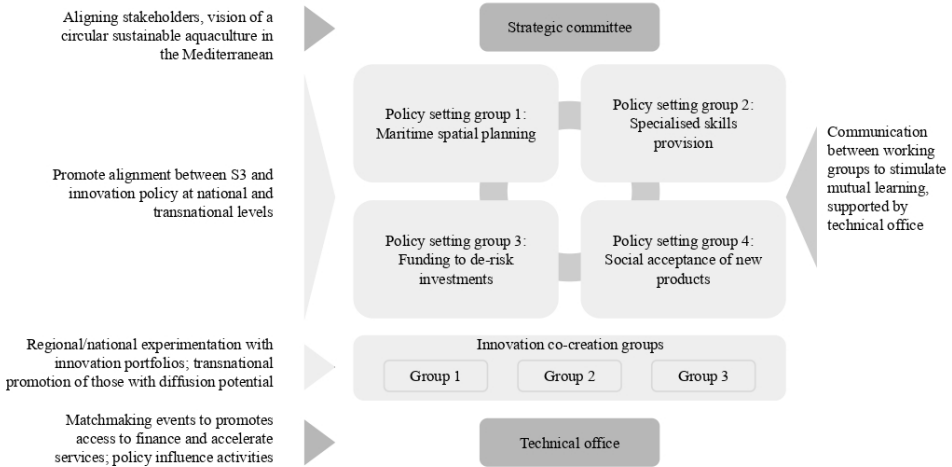 Aligning stakeholders, vision of a
circular sustainable aquaculture in
the Mediterranean
Strategic committee
Promote alignment between S3 and
innovation policy at national and
transnational levels
Policy setting group 1:
Maritime spatial planning
Policy setting group 2:
Specialised skills
provision
Policy setting group 3:
Funding to de-risk
investments
Policy setting group 4:
Social acceptance of new
products
Communication
between working
groups to stimulate
mutual learning,
supported by
technical office
Regional/national experimentation with
innovation portfolios; transnational
promotion of those with diffusion potential
Innovation co-creation groups
Group 1
Group 2
Group 3
Matchmaking events to promotes
access to finance and accelerate
services; policy influence activities
Technical office